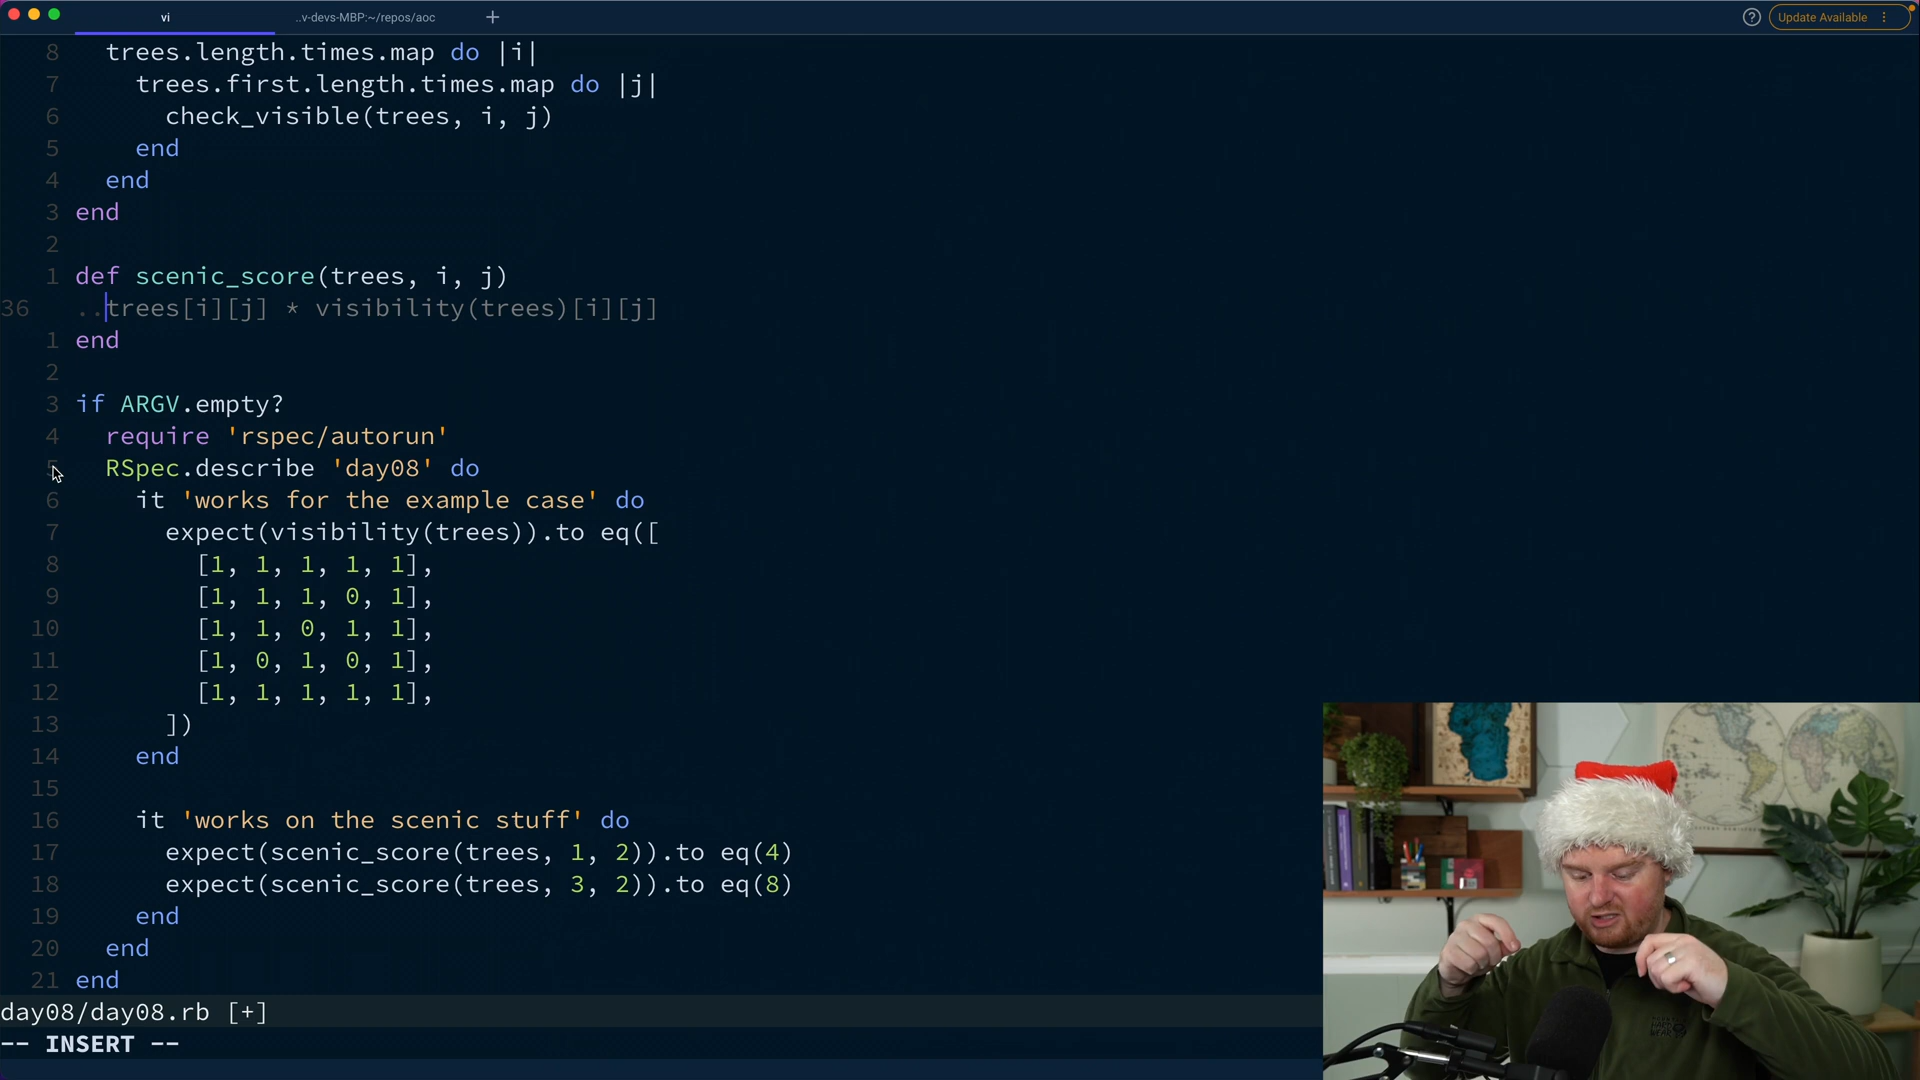 vi
..v-devs-MBP:~/repos/aoc
Update Available
8 trees.length.times.map do |i|
7 trees.first.length.times.map do |j|
6 check_visible(trees, i, j)
5 end
4 end
3 end
2
1 def scenic_score(trees, i, j)
36 ..trees[i][j] * visibility(trees)[i][j]
1 end
2
3 if ARGV.empty?
4 require 'rspec/autorun'
5 RSpec.describe 'day08' do
6 it 'works for the example case' do
7 expect(visibility(trees)).to eq([
8 [1, 1, 1, 1, 1],
9 [1, 1, 1, 0, 1],
10 [1, 1, 0, 1, 1],
11 [1, 0, 1, 0, 1],
12 [1, 1, 1, 1, 1],
13 ])
14 end
15
16 it 'works on the scenic stuff' do
17 expect(scenic_score(trees, 1, 2)).to eq(4)
18 expect(scenic_score(trees, 3, 2)).to eq(8)
19 end
20 end
21 end
day08/day08.rb [+]
-- INSERT --